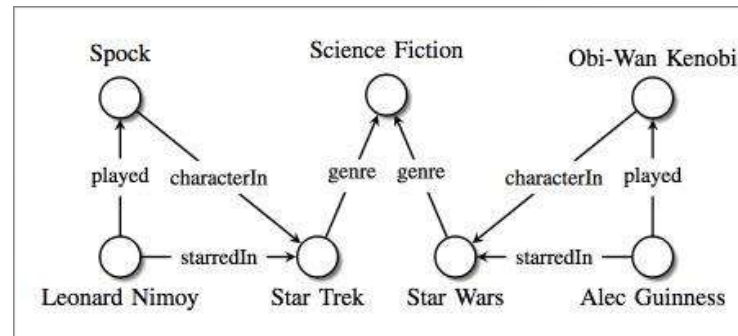 Spock
Science Fiction
Obi-Wan Kenobi
played
characterIn
genre
genre
characterIn
played
starredIn
starredIn
Leonard Nimoy
Star Trek
Star Wars
Alec Guinness